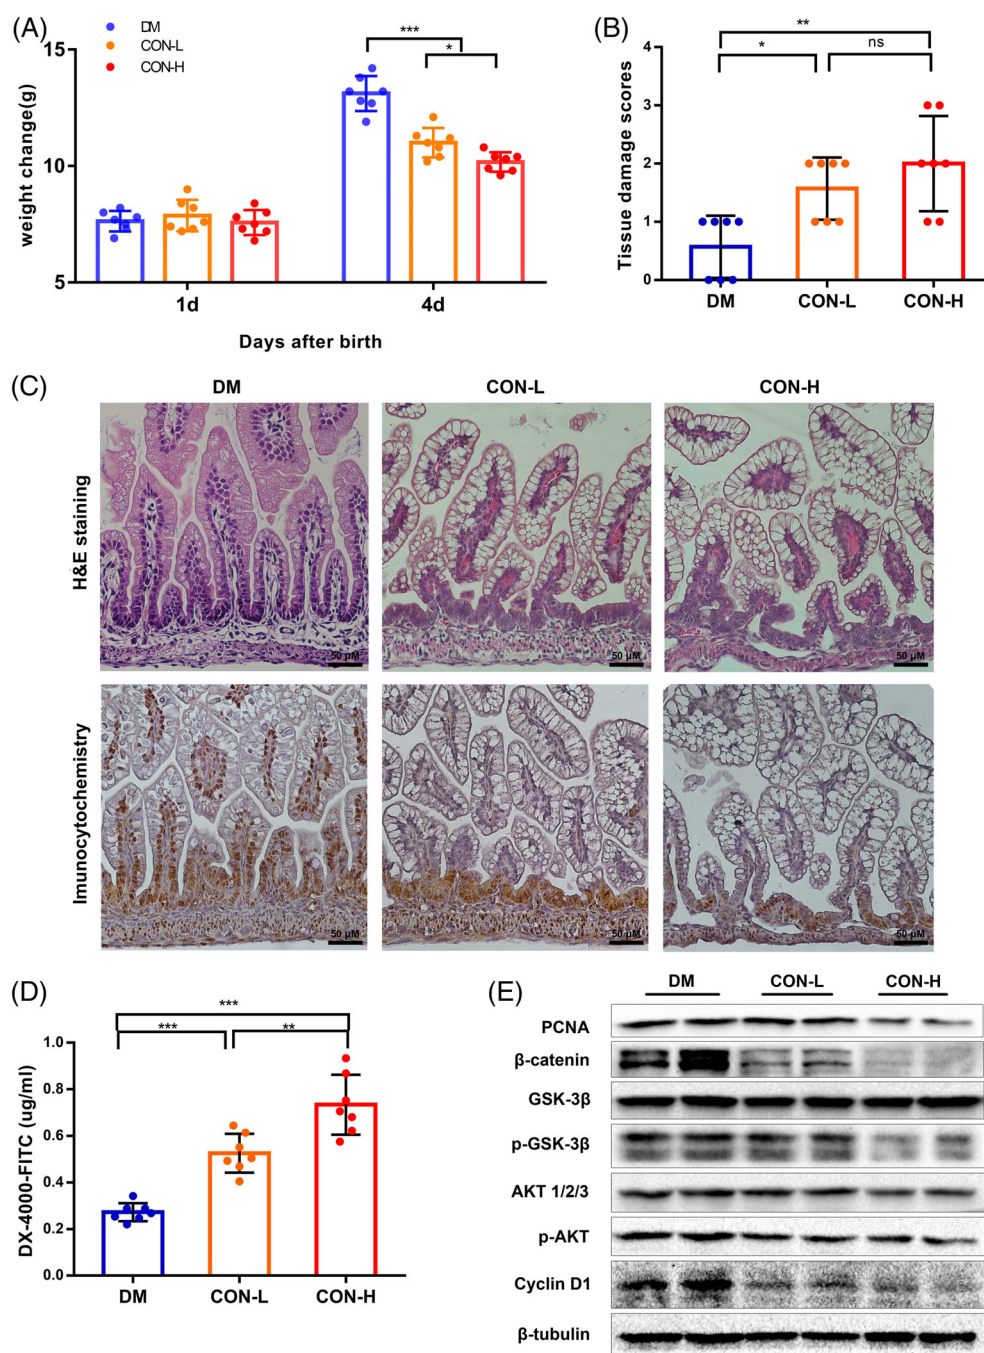 (A)
DM
CON-L
CON-H
weight change(g)
15
10
5
***
*
1d
4d
Days after birth
(B)
Tissue damage scores
4
3
2
1
0
**
*
ns
DM
CON-L
CON-H
(C)
DM
CON-L
CON-H
H&E staining
50 µM
50 µM
50 µM
Imunocytochemistry
50 µM
50 µM
50 µM
(D)
DX-4000-FITC (ug/ml)
1.0
0.8
0.6
0.4
0.2
0.0
***
***
**
DM
CON-L
CON-H
(E)
DM
CON-L
CON-H
PCNA
β-catenin
GSK-3β
p-GSK-3β
AKT 1/2/3
p-AKT
Cyclin D1
β-tubulin